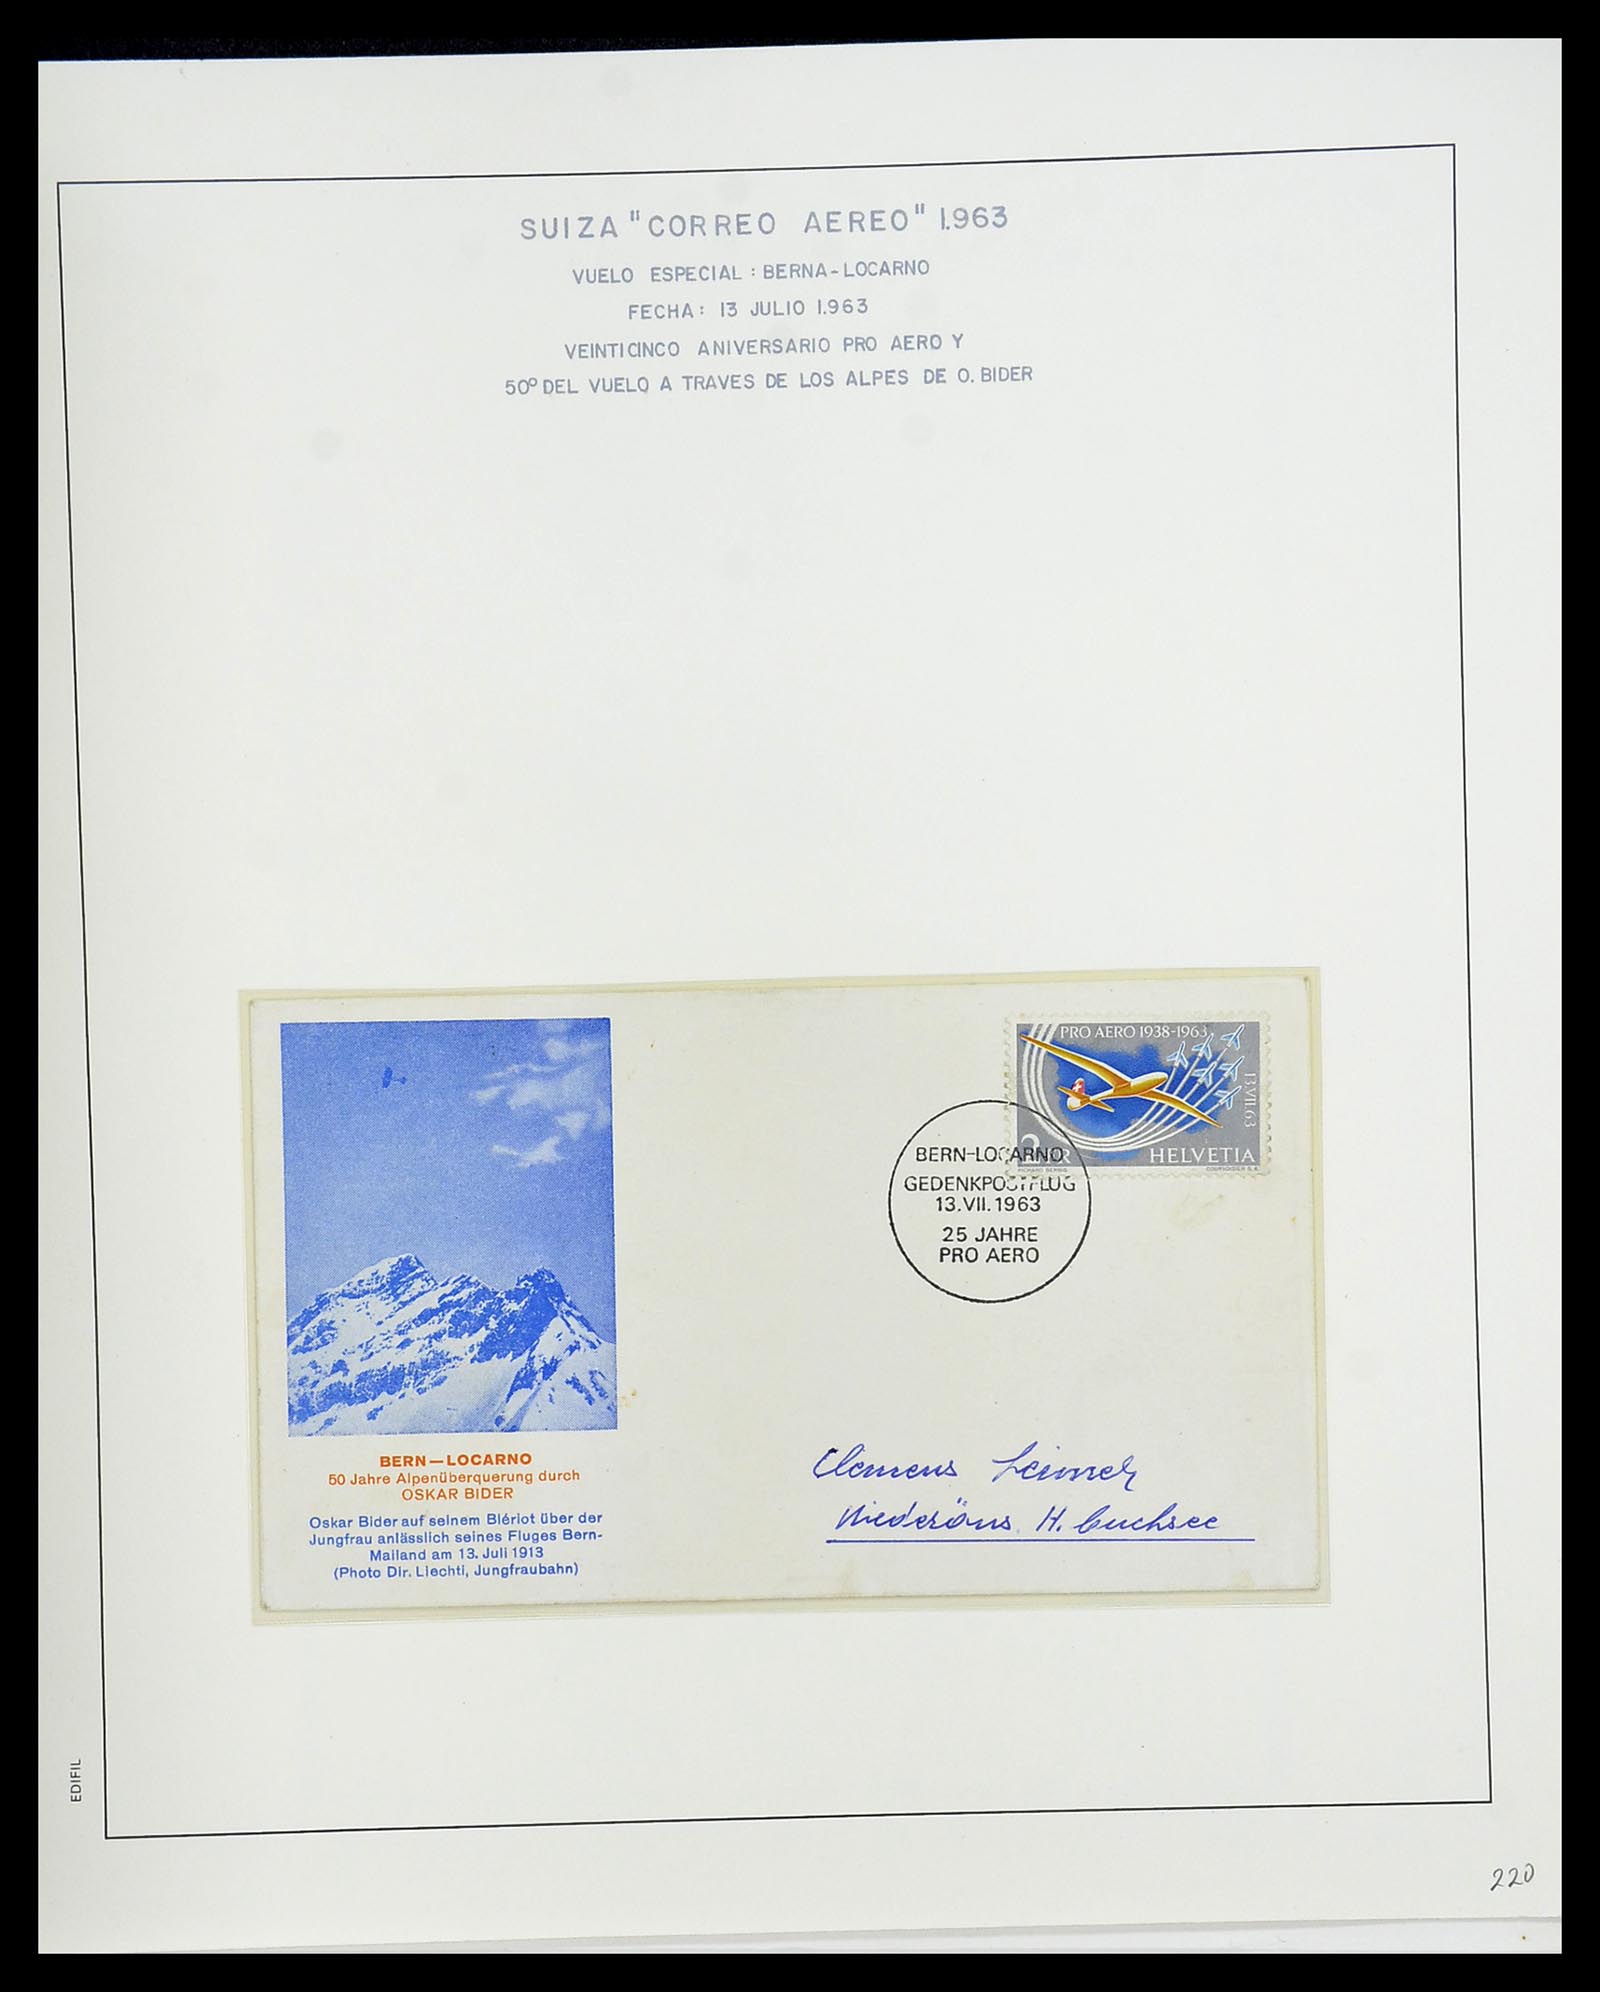 SUIZA "CORREO AEREO" 1.963
VUELO ESPECIAL : BERNA - LOCARNO
FECHA : 13 JULIO 1.963
VEINTICINCO ANIVERSARIO PRO AERO Y
50º DEL VUELO A TRAVES DE LOS ALPES DE O. BIDER
PRO AERO 1938-1963
13.VII.63
HELVETIA
COURVOISIER S.A.
BERN-LOCARNO
GEDENKPOSTFLUG
13.VII.1963
25 JAHRE
PRO AERO
BERN—LOCARNO
50 Jahre Alpenüberquerung durch
OSKAR BIDER
Oskar Bider auf seinem Blériot über der
Jungfrau anlässlich seines Fluges Bern-
Mailand am 13. Juli 1913
(Photo Dir. Liechti, Jungfraubahn)
Clemens
H. buchsee
EDIFIL
220